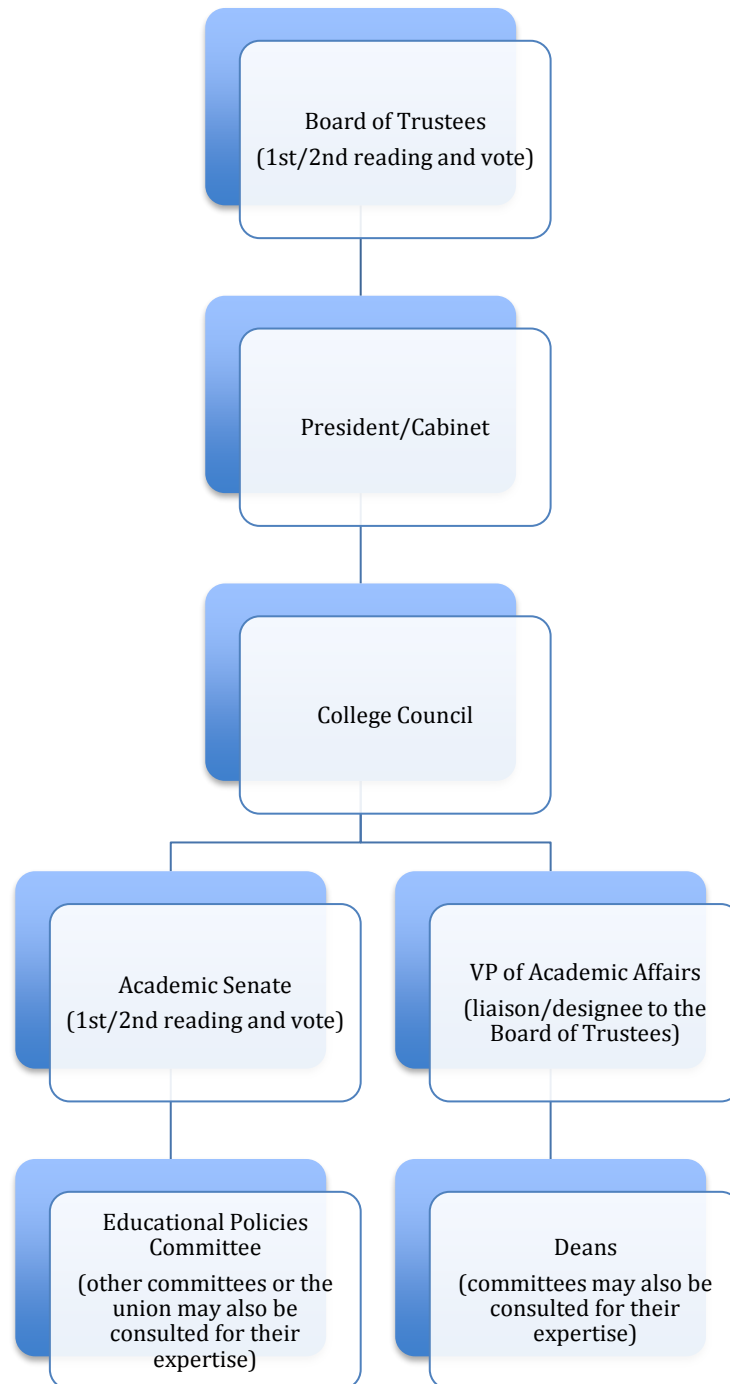 Board of Trustees
(1st/2nd reading and vote)
President/Cabinet
College Council
Academic Senate
(1st/2nd reading and vote)
VP of Academic Affairs
(liaison/designee to the
Board of Trustees)
Educational Policies
Committee
(other committees or the
union may also be
consulted for their
expertise)
Deans
(committees may also be
consulted for their
expertise)